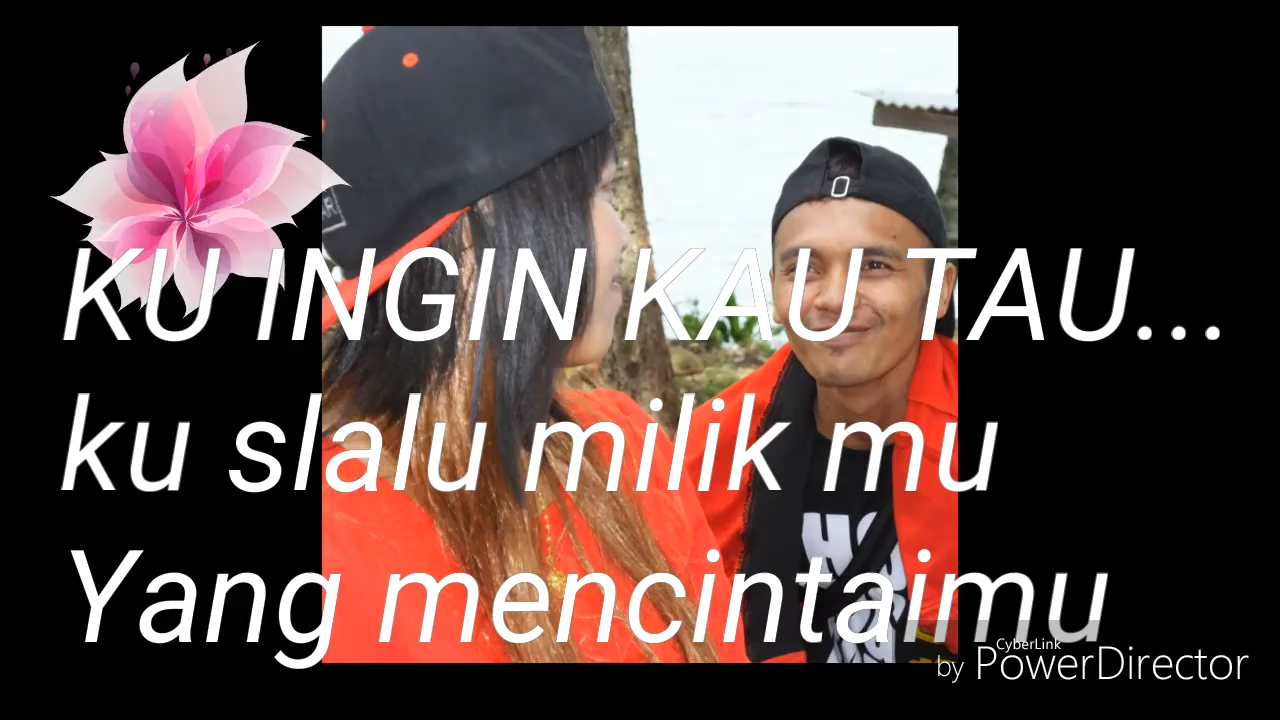 KU INGIN KAU TAU...
ku slalu milik mu
Yang mencintaimu
CyberLink
by PowerDirector